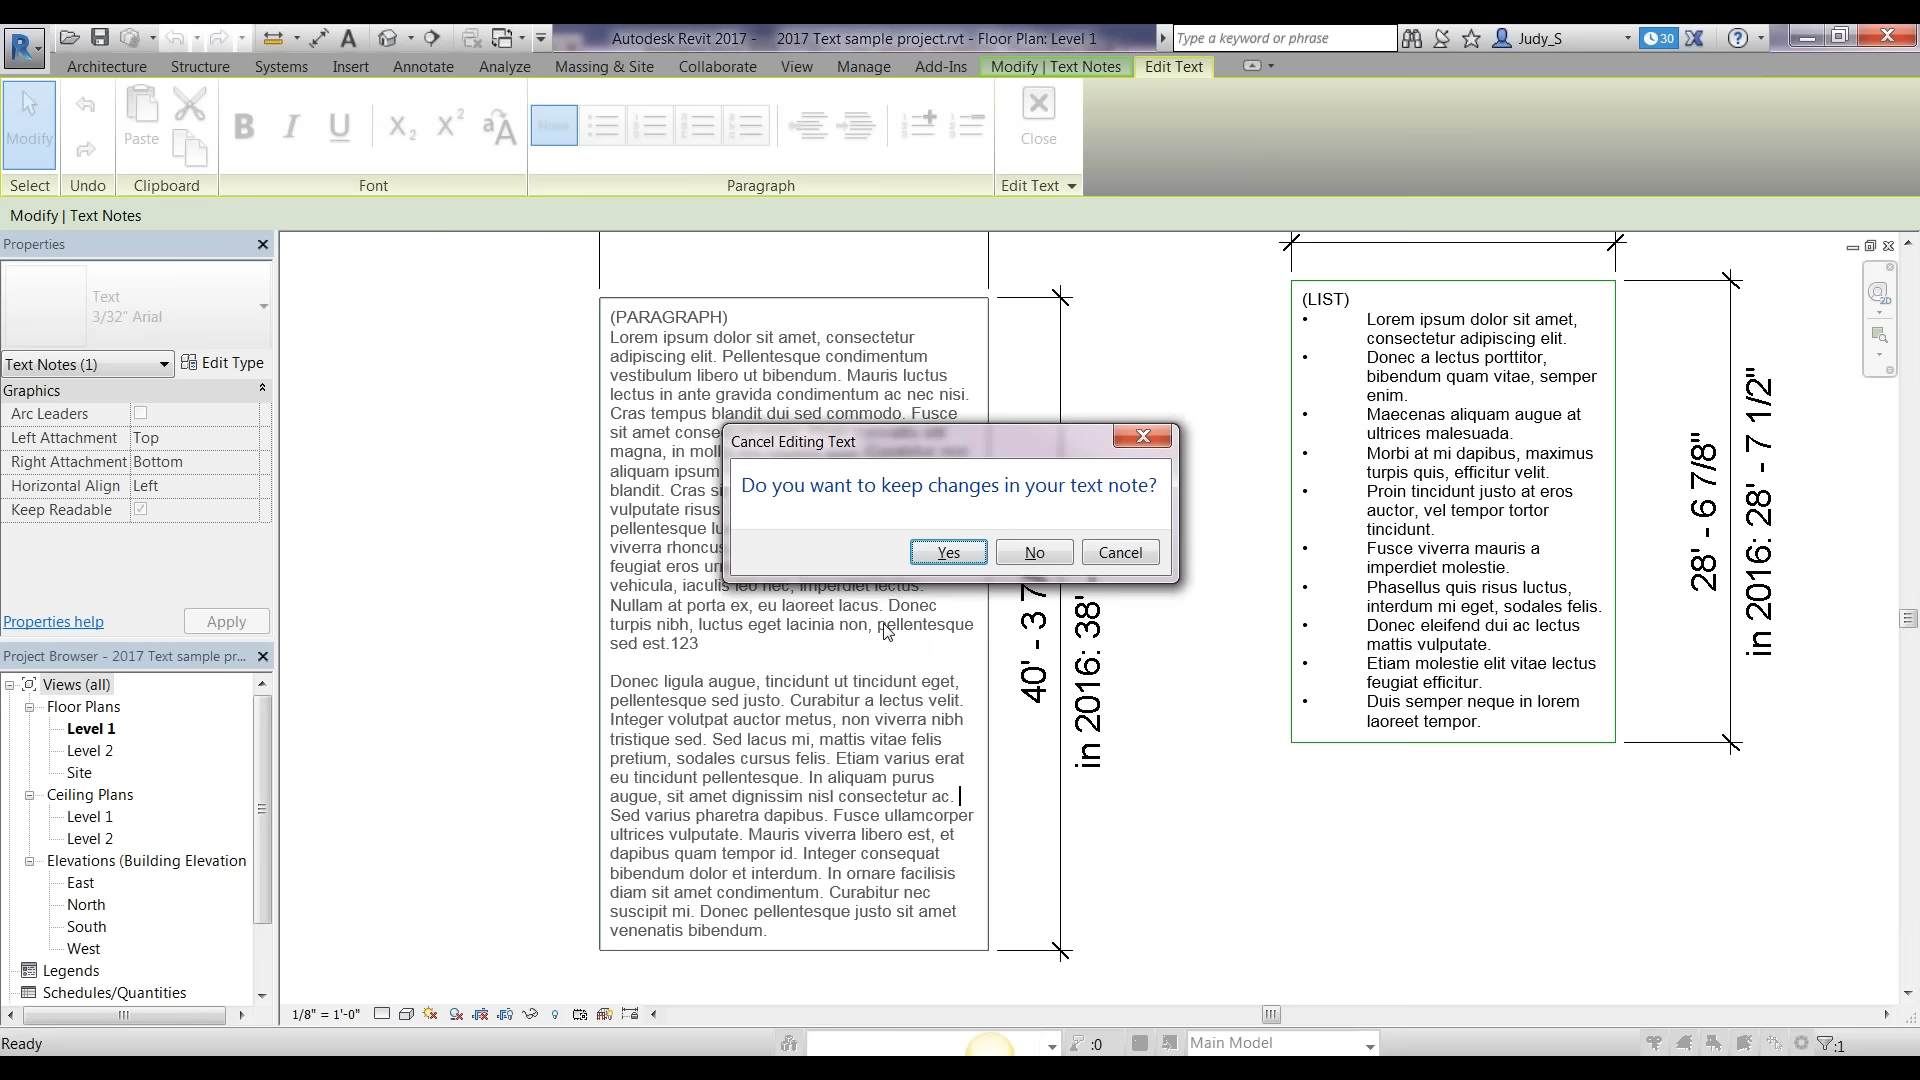 Autodesk Revit 2017 - 2017 Text sample project.rvt - Floor Plan: Level 1
Type a keyword or phrase
Judy_S
30
Architecture Structure Systems Insert Annotate Analyze Massing & Site Collaborate View Manage Add-Ins Modify | Text Notes Edit Text
Modify
Paste
None
Close
Select Undo Clipboard Font Paragraph Edit Text
Modify | Text Notes
Properties
Text
3/32" Arial
Text Notes (1)
Edit Type
Graphics
Arc Leaders
Left Attachment Top
Right Attachment Bottom
Horizontal Align Left
Keep Readable
Properties help
Apply
Project Browser - 2017 Text sample pr...
Views (all)
Floor Plans
Level 1
Level 2
Site
Ceiling Plans
Level 1
Level 2
Elevations (Building Elevation
East
North
South
West
Legends
Schedules/Quantities
(PARAGRAPH)
Lorem ipsum dolor sit amet, consectetur
adipiscing elit. Pellentesque condimentum
vestibulum libero ut bibendum. Mauris luctus
lectus in ante gravida condimentum ac nec nisi.
Cras tempus blandit dui sed commodo. Fusce
sit amet conse
magna, in moll
aliquam ipsum
blandit. Cras si
vulputate risus
pellentesque lu
viverra rhoncus
feugiat eros ur
vehicula, iaculis leo nec, imperdiet lectus.
Nullam at porta ex, eu laoreet lacus. Donec
turpis nibh, luctus eget lacinia non, pellentesque
sed est.123
Donec ligula augue, tincidunt ut tincidunt eget,
pellentesque sed justo. Curabitur a lectus velit.
Integer volutpat auctor metus, non viverra nibh
tristique sed. Sed lacus mi, mattis vitae felis
pretium, sodales cursus felis. Etiam varius erat
eu tincidunt pellentesque. In aliquam purus
augue, sit amet dignissim nisl consectetur ac.
Sed varius pharetra dapibus. Fusce ullamcorper
ultrices vulputate. Mauris viverra libero est, et
dapibus quam tempor id. Integer consequat
bibendum dolor et interdum. In ornare facilisis
diam sit amet condimentum. Curabitur nec
suscipit mi. Donec pellentesque justo sit amet
venenatis bibendum.
Cancel Editing Text
Do you want to keep changes in your text note?
Yes No Cancel
40' - 3 7
in 2016: 38'
(LIST)
• Lorem ipsum dolor sit amet,
consectetur adipiscing elit.
• Donec a lectus porttitor,
bibendum quam vitae, semper
enim.
• Maecenas aliquam augue at
ultrices malesuada.
• Morbi at mi dapibus, maximus
turpis quis, efficitur velit.
• Proin tincidunt justo at eros
auctor, vel tempor tortor
tincidunt.
• Fusce viverra mauris a
imperdiet molestie.
• Phasellus quis risus luctus,
interdum mi eget, sodales felis.
• Donec eleifend dui ac lectus
mattis vulputate.
• Etiam molestie elit vitae lectus
feugiat efficitur.
• Duis semper neque in lorem
laoreet tempor.
28' - 6 7/8"
in 2016: 28' - 7 1/2"
2D
1/8" = 1'-0"
Ready
:0
Main Model
:1